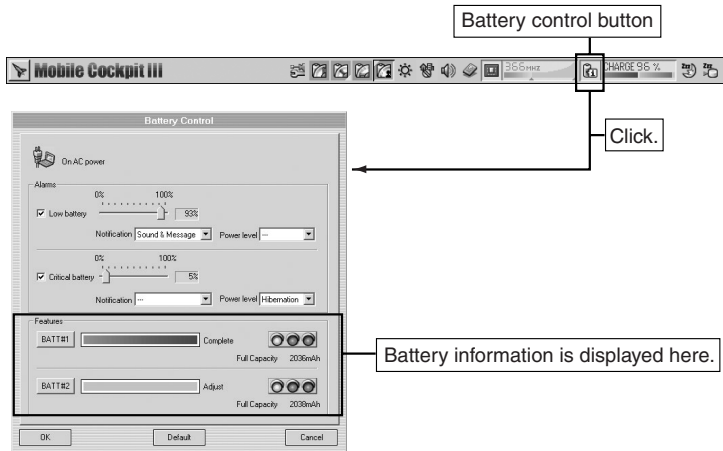 Battery control button
Mobile Cockpit III 366MHZ CHARGE 96 %
Click.
Battery Control
On AC power
Alarms
0% 100%
Low battery 93%
Notification Sound & Message Power level ---
0% 100%
Critical battery 5%
Notification --- Power level Hibernation
Features
BATT#1 Complete
Full Capacity 2036mAh
Battery information is displayed here.
BATT#2 Adjust
Full Capacity 2038mAh
OK Default Cancel